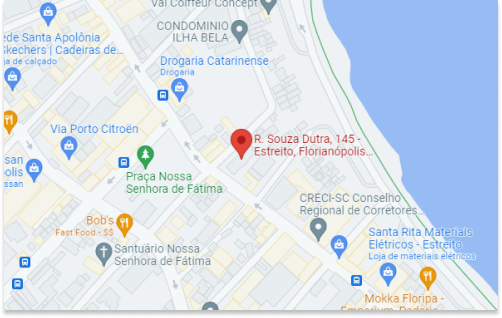 Val Coiffeur Concept
CONDOMINIO
ILHA BELA
ede Santa Apolônia
Skechers | Cadeiras de...
ja de calçado
Drogaria Catarinense
Drogaria
Via Porto Citroën
R. Souza Dutra, 145 -
Estreito, Florianópolis...
ssan
polis
ssan
Praça Nossa
Senhora de Fátima
CRECI-SC Conselho
Regional de Corretores...
Bob's
Fast Food • $$
Santuário Nossa
Senhora de Fátima
Santa Rita Materiais
Elétricos - Estreito
Loja de materiais elétricos
Mokka Floripa -
Emporium, Padaria